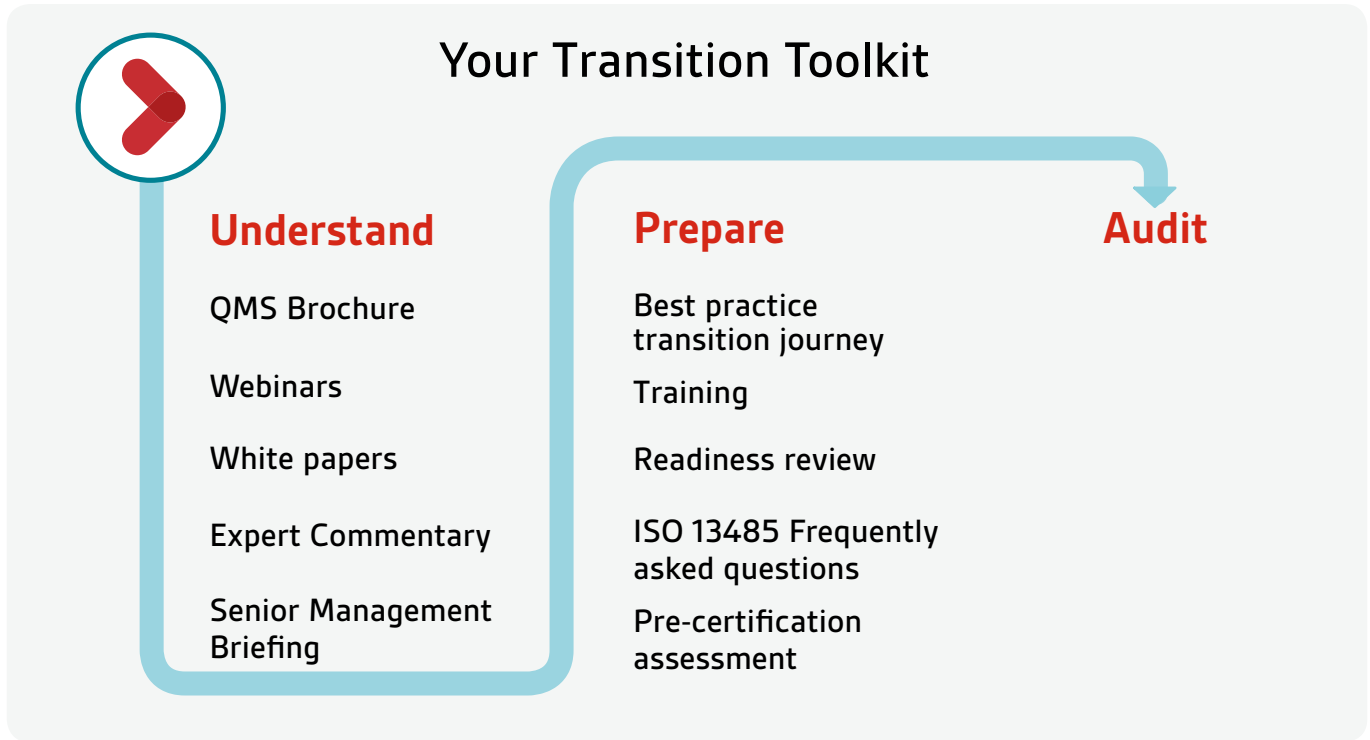 Your Transition Toolkit
Understand
QMS Brochure
Webinars
White papers
Expert Commentary
Senior Management
Briefing
Prepare
Best practice
transition journey
Training
Readiness review
ISO 13485 Frequently
asked questions
Pre-certification
assessment
Audit